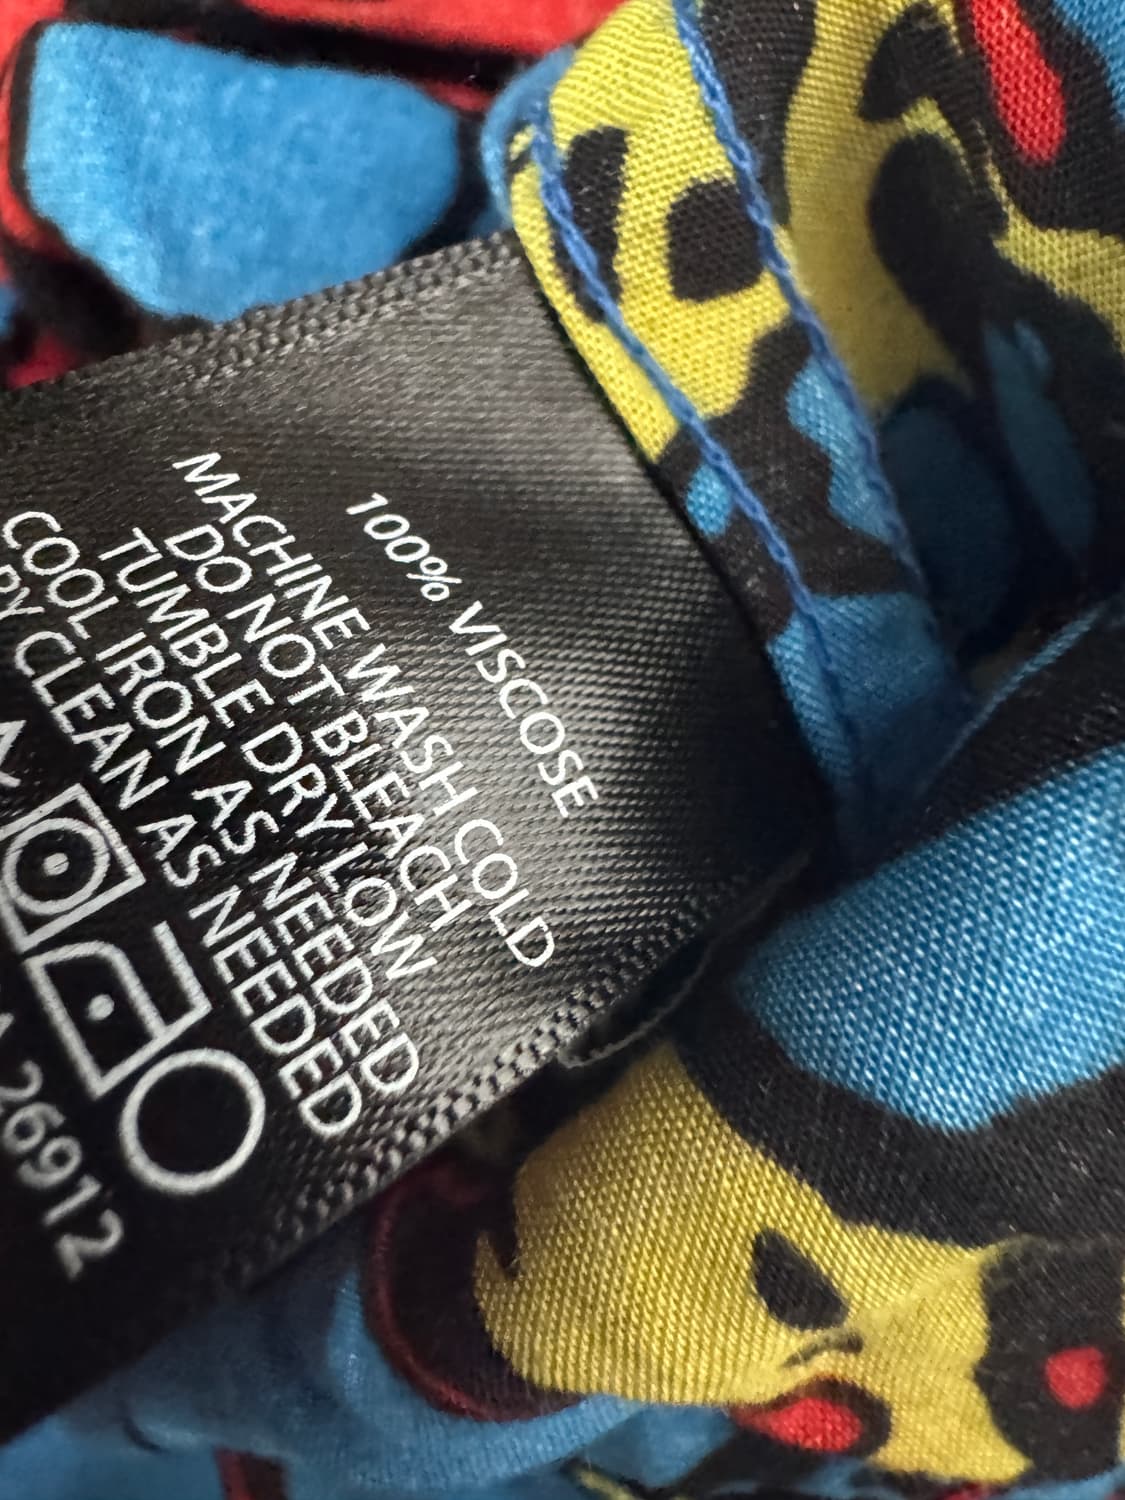 100% VISCOSE
MACHINE WASH COLD
DO NOT BLEACH
TUMBLE DRY LOW
COOL IRON AS NEEDED
CLEAN AS NEEDED
26912